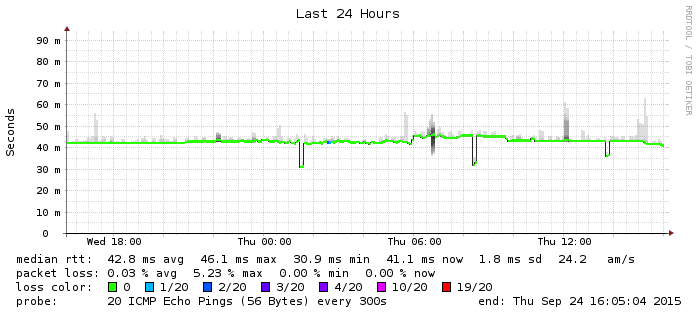 Last 24 Hours
RRDTOOL / TOBI OETIKER
Seconds
90 m
80 m
70 m
60 m
50 m
40 m
30 m
20 m
10 m
0
Wed 18:00 Thu 00:00 Thu 06:00 Thu 12:00
median rtt: 42.8 ms avg 46.1 ms max 30.9 ms min 41.1 ms now 1.8 ms sd 24.2 am/s
packet loss: 0.03 % avg 5.23 % max 0.00 % min 0.00 % now
loss color: 0 1/20 2/20 3/20 4/20 10/20 19/20
probe: 20 ICMP Echo Pings (56 Bytes) every 300s end: Thu Sep 24 16:05:04 2015